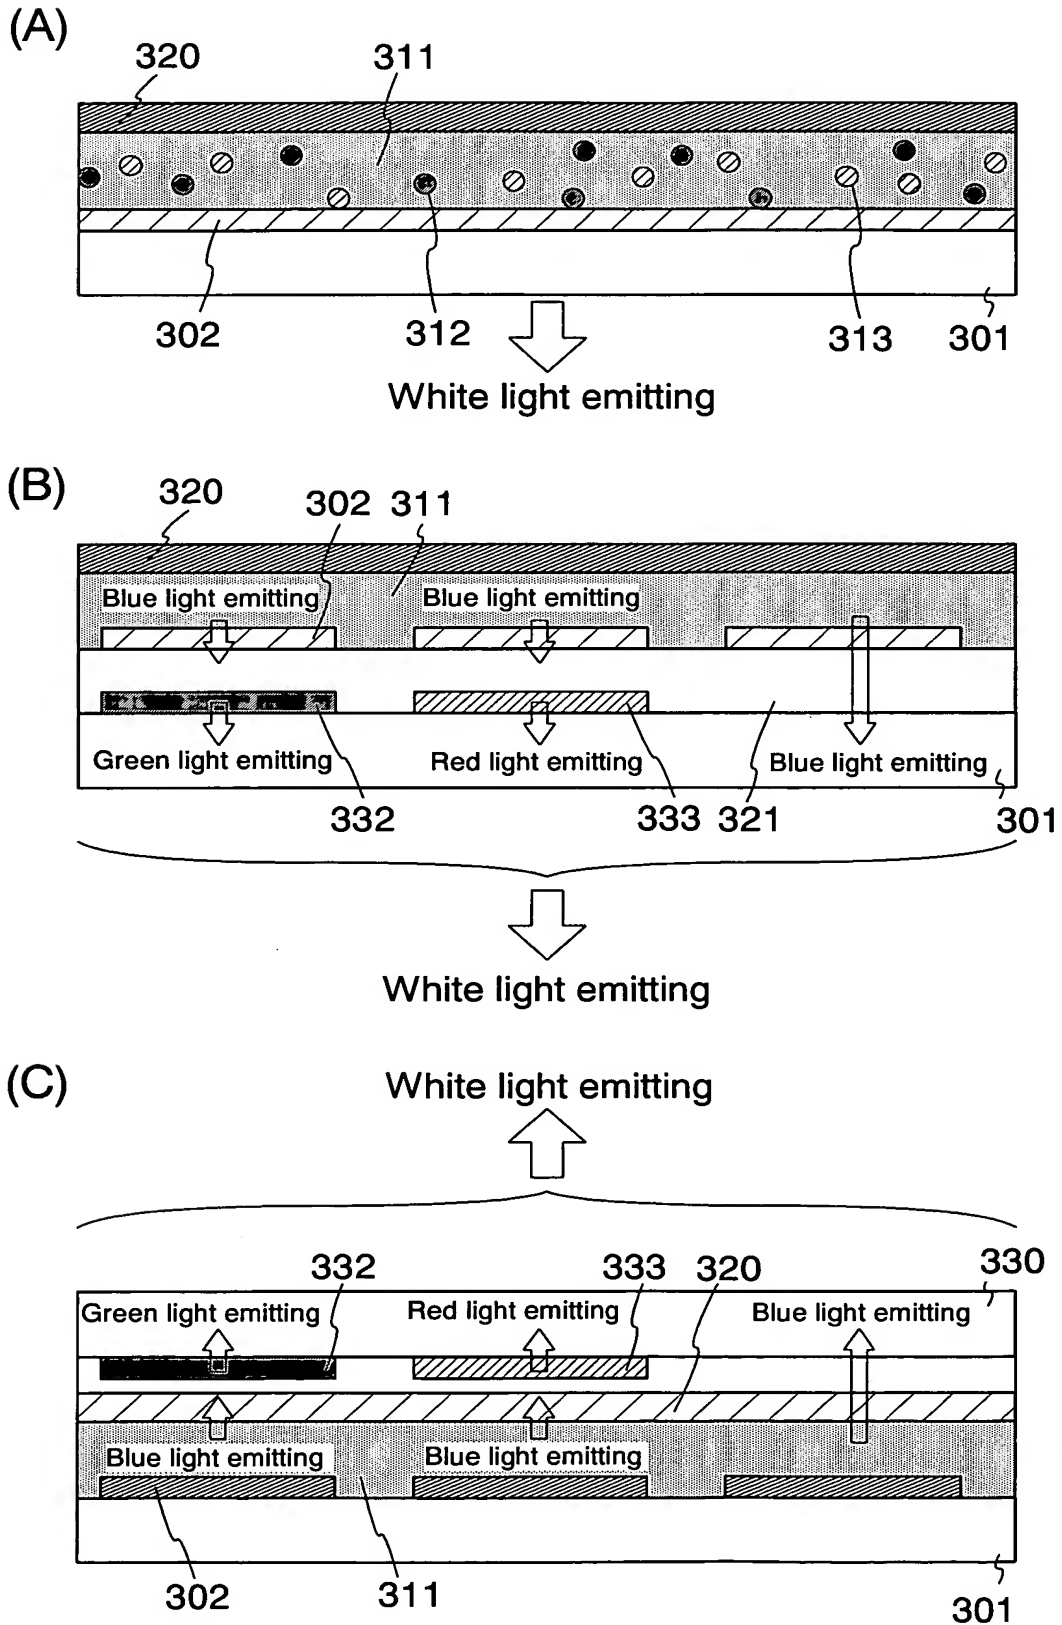 (A)
320
311
302
312
313
301
White light emitting
(B)
320
302
311
Blue light emitting
Blue light emitting
Green light emitting
Red light emitting
Blue light emitting
332
333
321
301
White light emitting
(C)
White light emitting
332
333
320
330
Green light emitting
Red light emitting
Blue light emitting
Blue light emitting
Blue light emitting
302
311
301